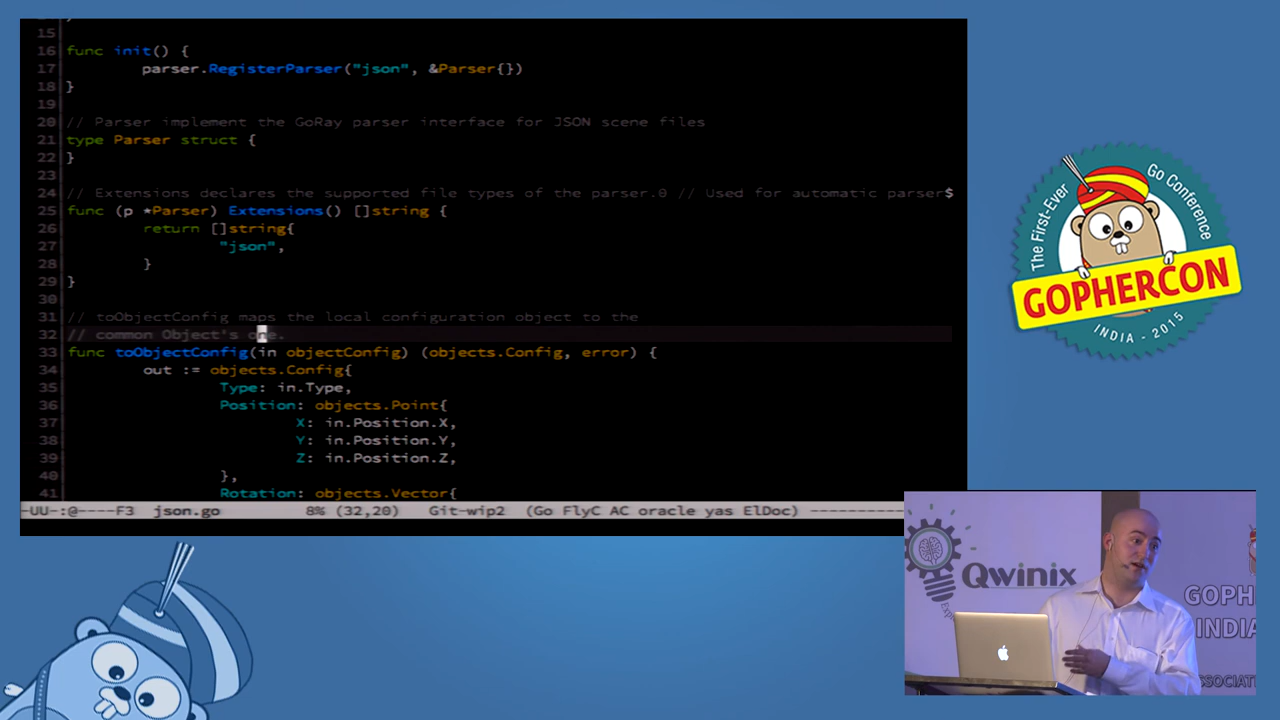 15
16 func init() {
17 parser.RegisterParser("json", &Parser{})
18 }
19
20 // Parser implement the GoRay parser interface for JSON scene files
21 type Parser struct {
22 }
23
24 // Extensions declares the supported file types of the parser.0 // Used for automatic parser$
25 func (p *Parser) Extensions() []string {
26 return []string{
27 "json",
28 }
29 }
30
31 // toObjectConfig maps the local configuration object to the
32 // common Object's one.
33 func toObjectConfig(in objectConfig) (objects.Config, error) {
34 out := objects.Config{
35 Type: in.Type,
36 Position: objects.Point{
37 X: in.Position.X,
38 Y: in.Position.Y,
39 Z: in.Position.Z,
40 },
41 Rotation: objects.Vector{
-UU-:@----F3 json.go 8% (32,20) Git-wip2 (Go FlyC AC oracle yas ElDoc) ----------
The First-Ever
Go Conference
GOPHERCON
INDIA - 2015
Qwinix
GOPH
INDIA
SSOCIAT